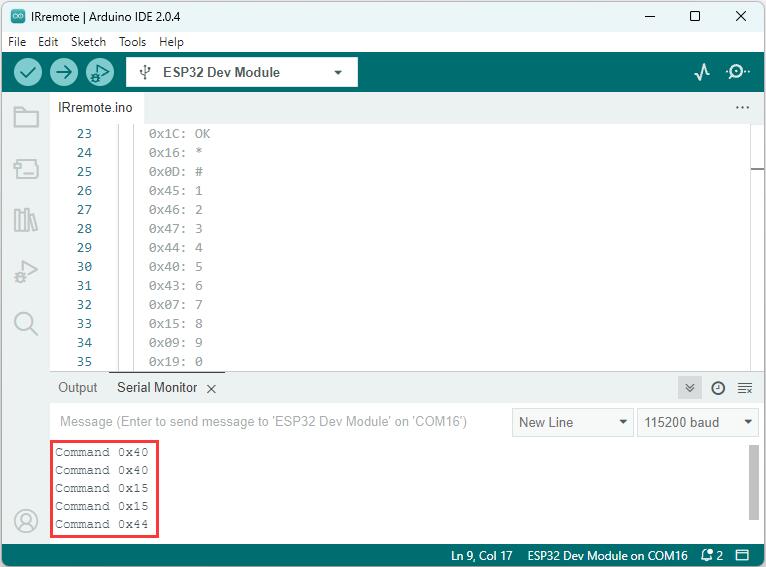 IRremote | Arduino IDE 2.0.4
File Edit Sketch Tools Help
ESP32 Dev Module
IRremote.ino
23 0x1C: OK
24 0x16: *
25 0x0D: #
26 0x45: 1
27 0x46: 2
28 0x47: 3
29 0x44: 4
30 0x40: 5
31 0x43: 6
32 0x07: 7
33 0x15: 8
34 0x09: 9
35 0x19: 0
Output Serial Monitor
Message (Enter to send message to 'ESP32 Dev Module' on 'COM16') New Line 115200 baud
Command 0x40
Command 0x40
Command 0x15
Command 0x15
Command 0x44
Ln 9, Col 17 ESP32 Dev Module on COM16 2